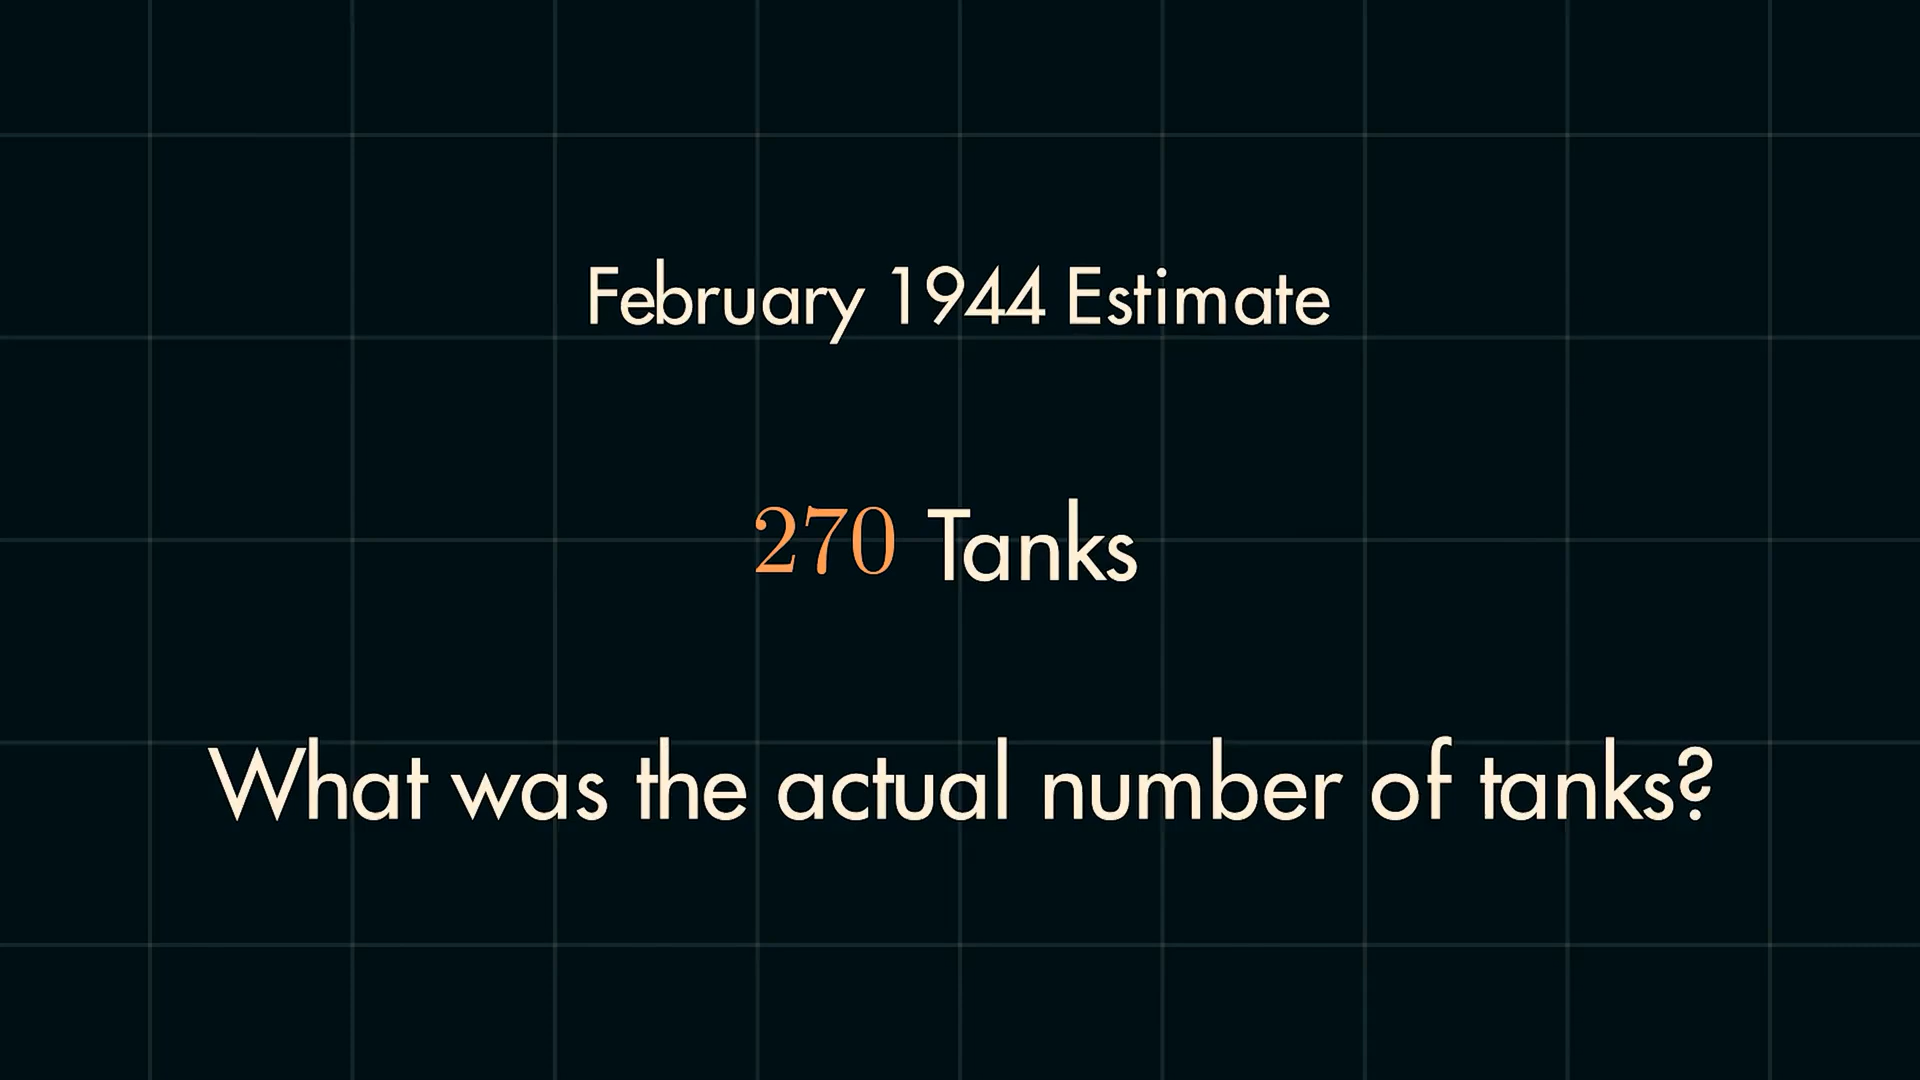 February 1944 Estimate
270 Tanks
What was the actual number of tanks?